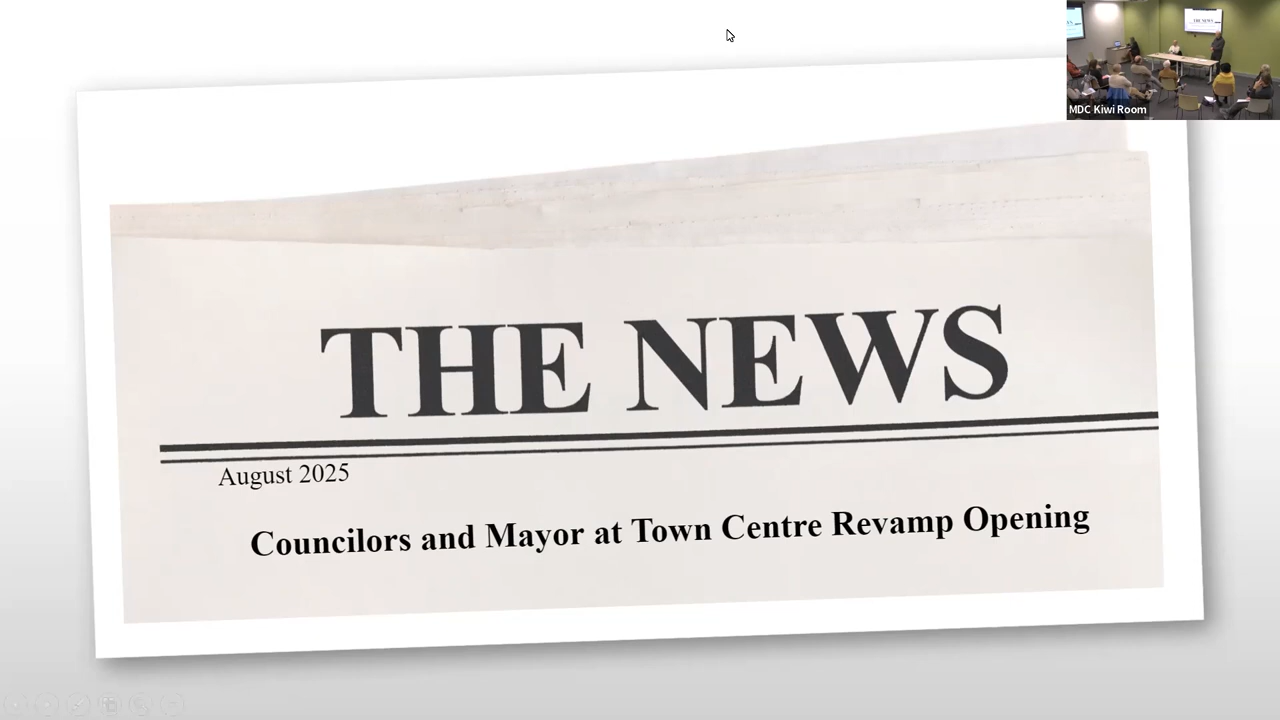 MDC Kiwi Room
THE NEWS
August 2025
Councilors and Mayor at Town Centre Revamp Opening